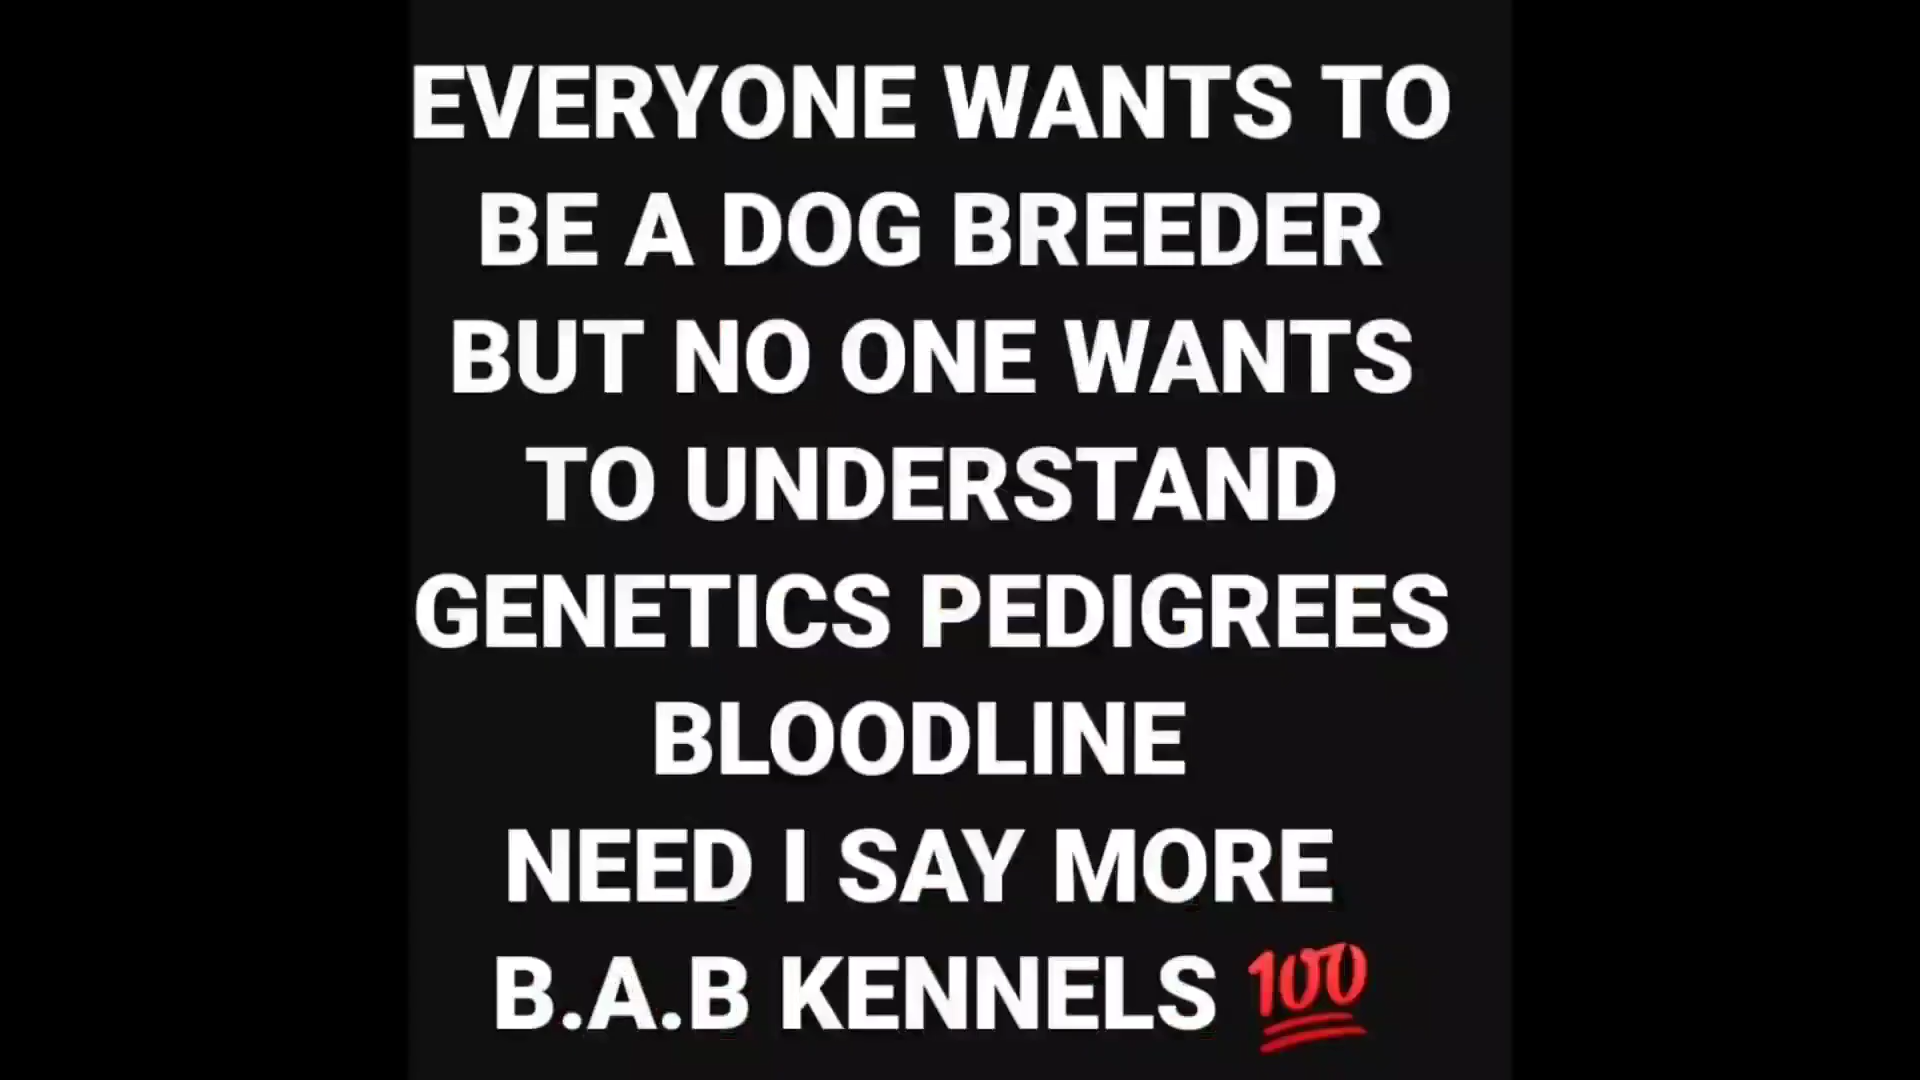 EVERYONE WANTS TO
BE A DOG BREEDER
BUT NO ONE WANTS
TO UNDERSTAND
GENETICS PEDIGREES
BLOODLINE
NEED I SAY MORE
B.A.B KENNELS 💯